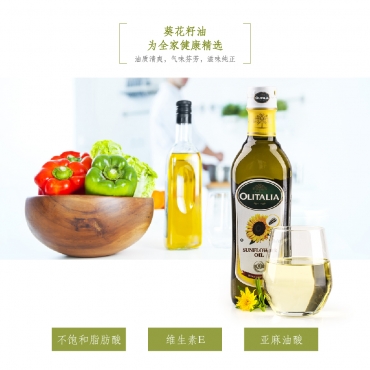 葵花籽油
为全家健康精选
油质清爽，气味芬芳，滋味纯正
OLITALIA
OLITALIA
SUNFLOWER
OIL
不饱和脂肪酸
维生素E
亚麻油酸